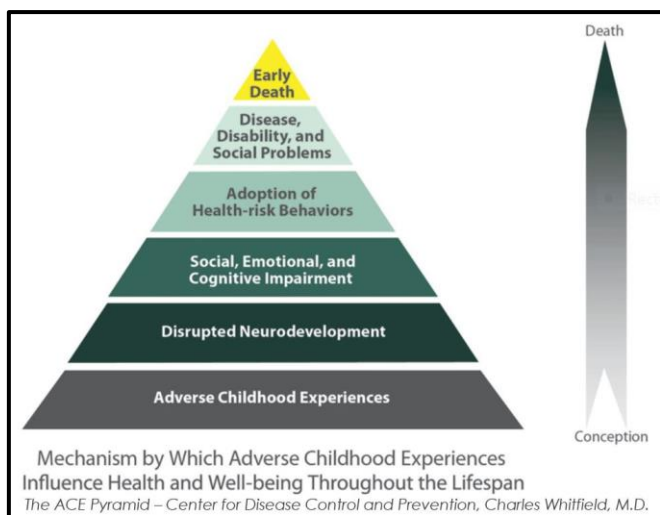 Death
Early
Death
Disease,
Disability, and
Social Problems
Adoption of
Health-risk Behaviors
Social, Emotional, and
Cognitive Impairment
Disrupted Neurodevelopment
Adverse Childhood Experiences
Conception
Mechanism by Which Adverse Childhood Experiences
Influence Health and Well-being Throughout the Lifespan
The ACE Pyramid – Center for Disease Control and Prevention, Charles Whitfield, M.D.